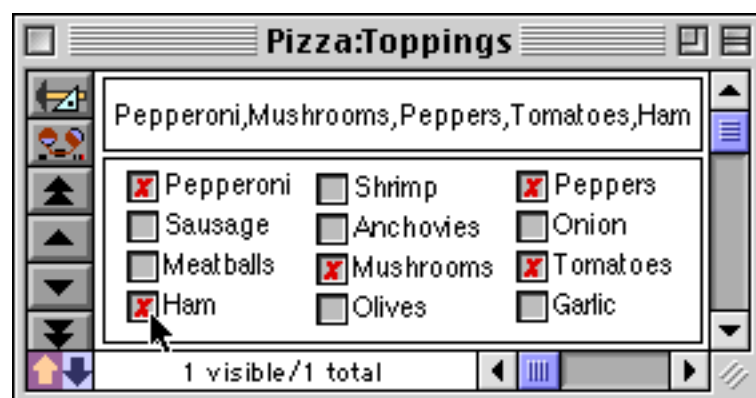 Pizza:Toppings
Pepperoni,Mushrooms,Peppers,Tomatoes,Ham
Pepperoni Shrimp Peppers
Sausage Anchovies Onion
Meatballs Mushrooms Tomatoes
Ham Olives Garlic
1 visible/1 total